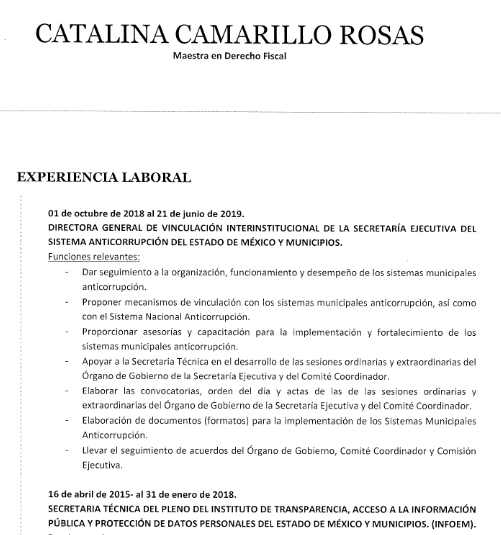 CATALINA CAMARILLO ROSAS
Maestra en Derecho Fiscal
EXPERIENCIA LABORAL
01 de octubre de 2018 al 21 de junio de 2019.
DIRECTORA GENERAL DE VINCULACIÓN INTERINSTITUCIONAL DE LA SECRETARÍA EJECUTIVA DEL
SISTEMA ANTICORRUPCIÓN DEL ESTADO DE MÉXICO Y MUNICIPIOS.
Funciones relevantes:
- Dar seguimiento a la organización, funcionamiento y desempeño de los sistemas municipales
anticorrupción.
- Proponer mecanismos de vinculación con los sistemas municipales anticorrupción, así como
con el Sistema Nacional Anticorrupción.
- Proporcionar asesorías y capacitación para la implementación y fortalecimiento de los
sistemas municipales anticorrupción.
- Apoyar a la Secretaria Técnica en el desarrollo de las sesiones ordinarias y extraordinarias del
Órgano de Gobierno de la Secretaría Ejecutiva y del Comité Coordinador.
- Elaborar las convocatorias, orden del día y actas de las de las sesiones ordinarias y
extraordinarias del Órgano de Gobierno de la Secretaría Ejecutiva y del Comité Coordinador.
- Elaboración de documentos (formatos) para la implementación de los Sistemas Municipales
Anticorrupción.
- Llevar el seguimiento de acuerdos del Órgano de Gobierno, Comité Coordinador y Comisión
Ejecutiva.
16 de abril de 2015- al 31 de enero de 2018.
SECRETARIA TÉCNICA DEL PLENO DEL INSTITUTO DE TRANSPARENCIA, ACCESO A LA INFORMACIÓN
PÚBLICA Y PROTECCIÓN DE DATOS PERSONALES DEL ESTADO DE MÉXICO Y MUNICIPIOS. (INFOEM).